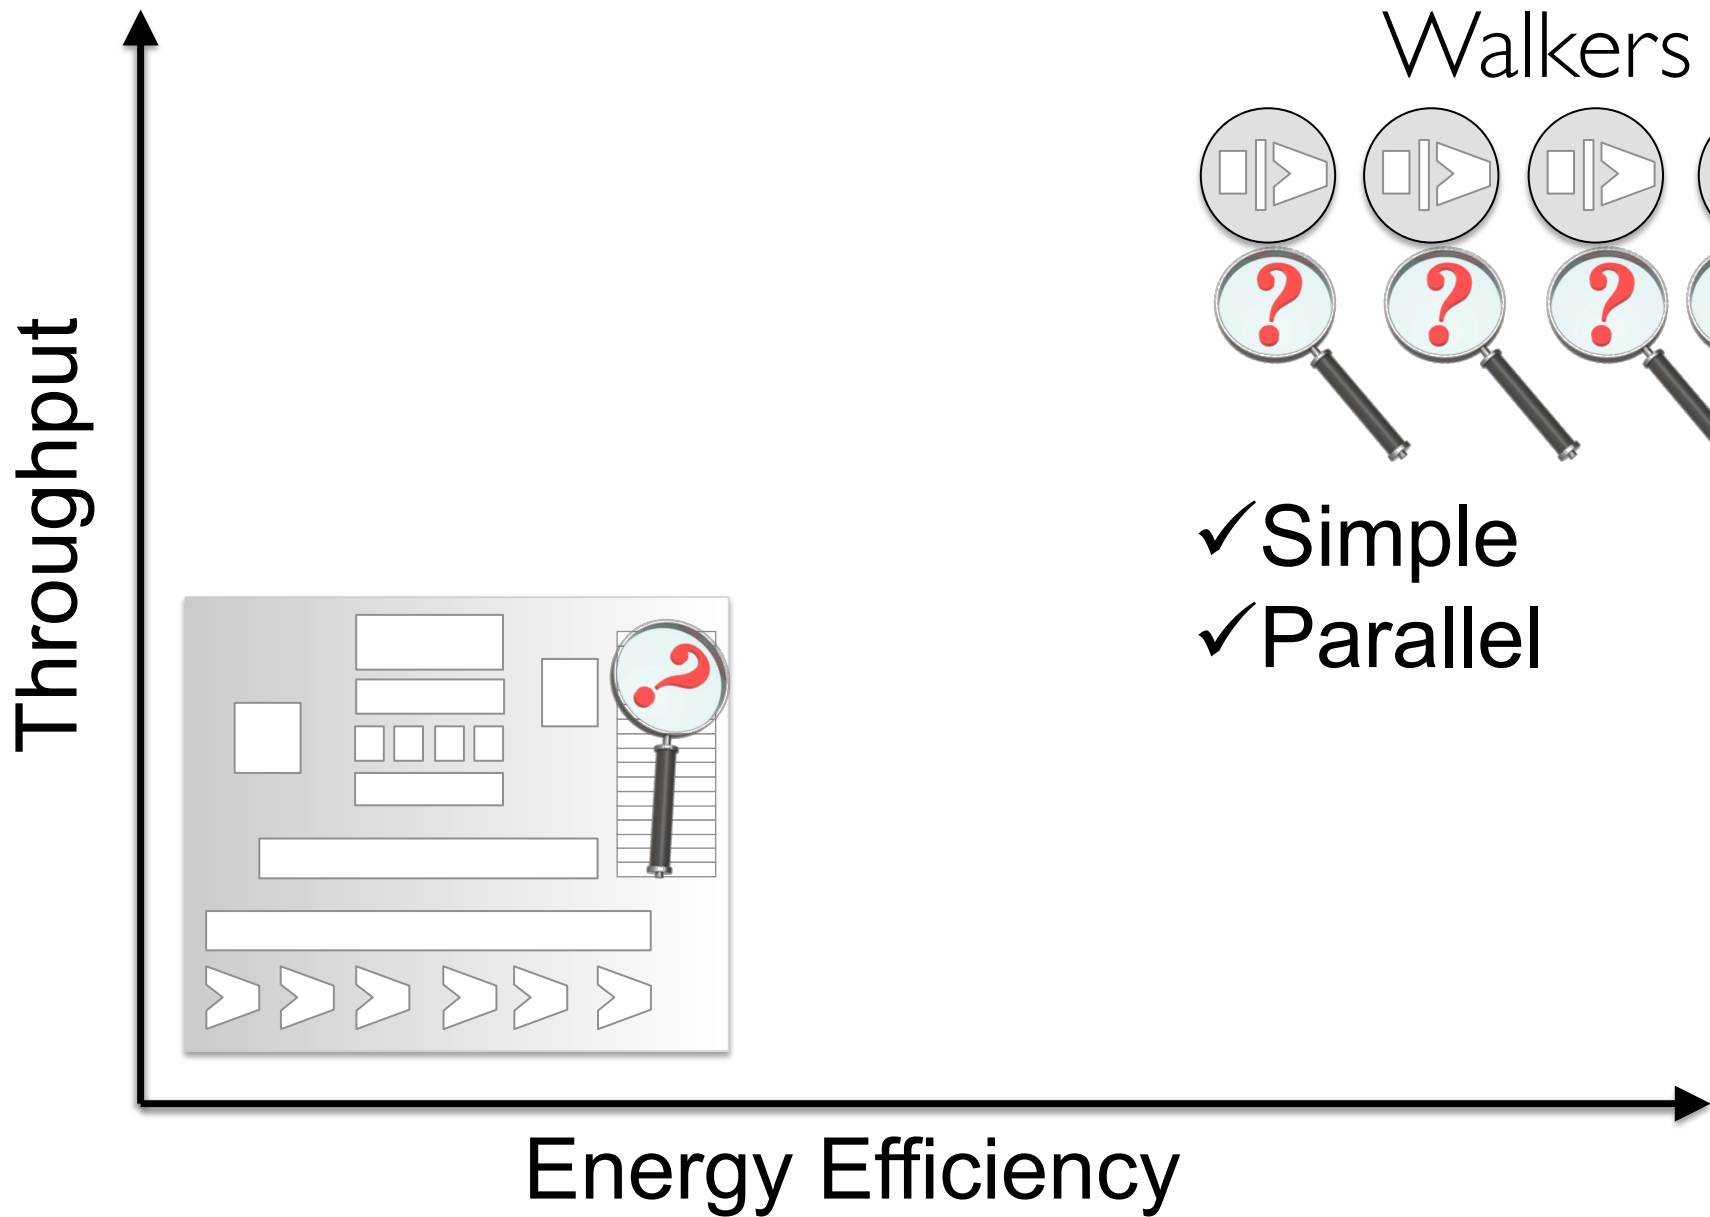 Walkers
Throughput
?
?
?
✓Simple
✓Parallel
?
Energy Efficiency